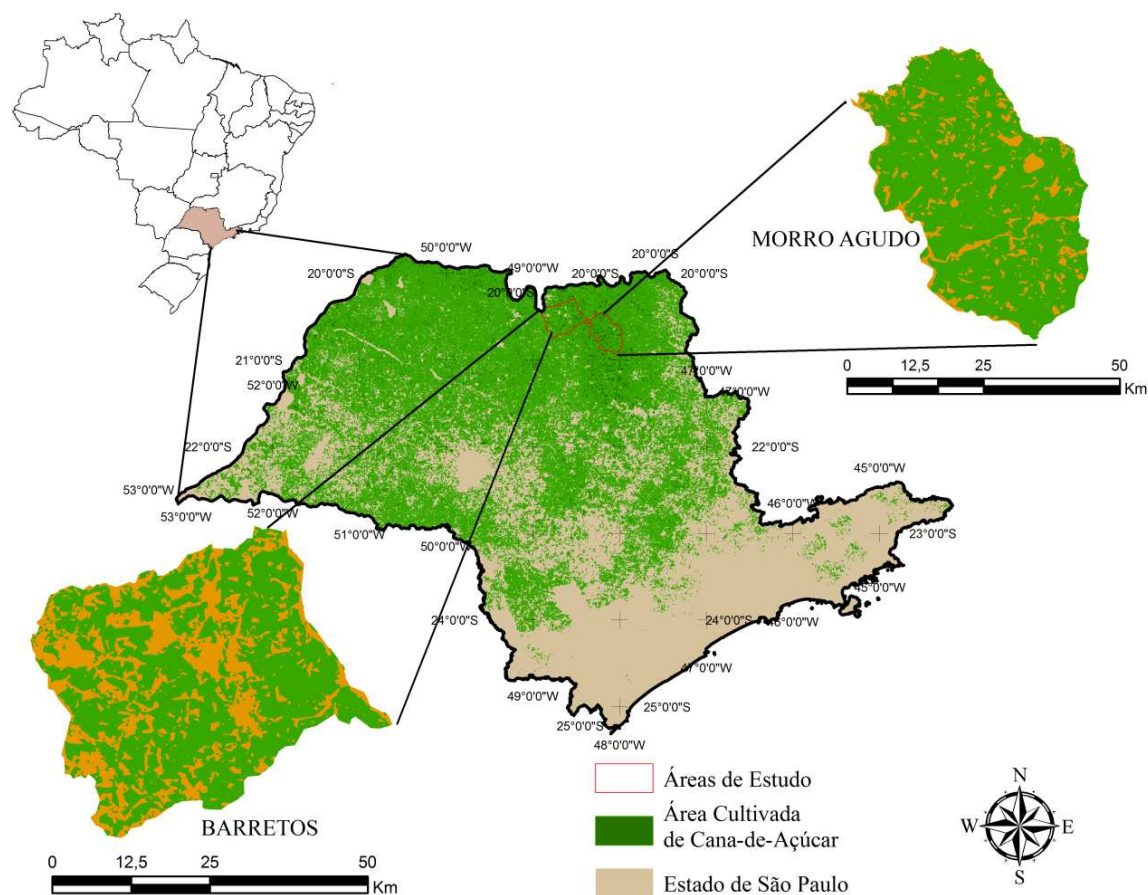 MORRO AGUDO
0 12,5 25 50
Km
50°0'0"W
49°0'0"W
20°0'0"S
20°0'0"S
20°0'0"S
20°0'0"S
20°0'0"S
21°0'0"S
52°0'0"W
47°0'0"W
47°0'0"W
22°0'0"S
22°0'0"S
53°0'0"W
53°0'0"W
52°0'0"W
51°0'0"W
50°0'0"W
45°0'0"W
46°0'0"W
23°0'0"S
45°0'0"W
24°0'0"S
24°0'0"S
46°0'0"W
47°0'0"W
49°0'0"W
25°0'0"S
25°0'0"S
48°0'0"W
BARRETOS
0 12,5 25 50
Km
Áreas de Estudo
Área Cultivada
de Cana-de-Açúcar
Estado de São Paulo
N
W E
S